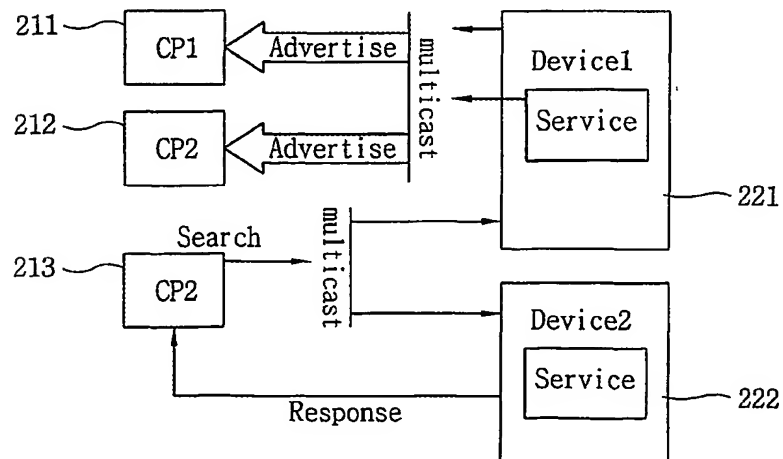 211
CP1
Advertise
multicast
Device1
Service
212
CP2
Advertise
221
213
Search
CP2
multicast
Device2
Service
222
Response